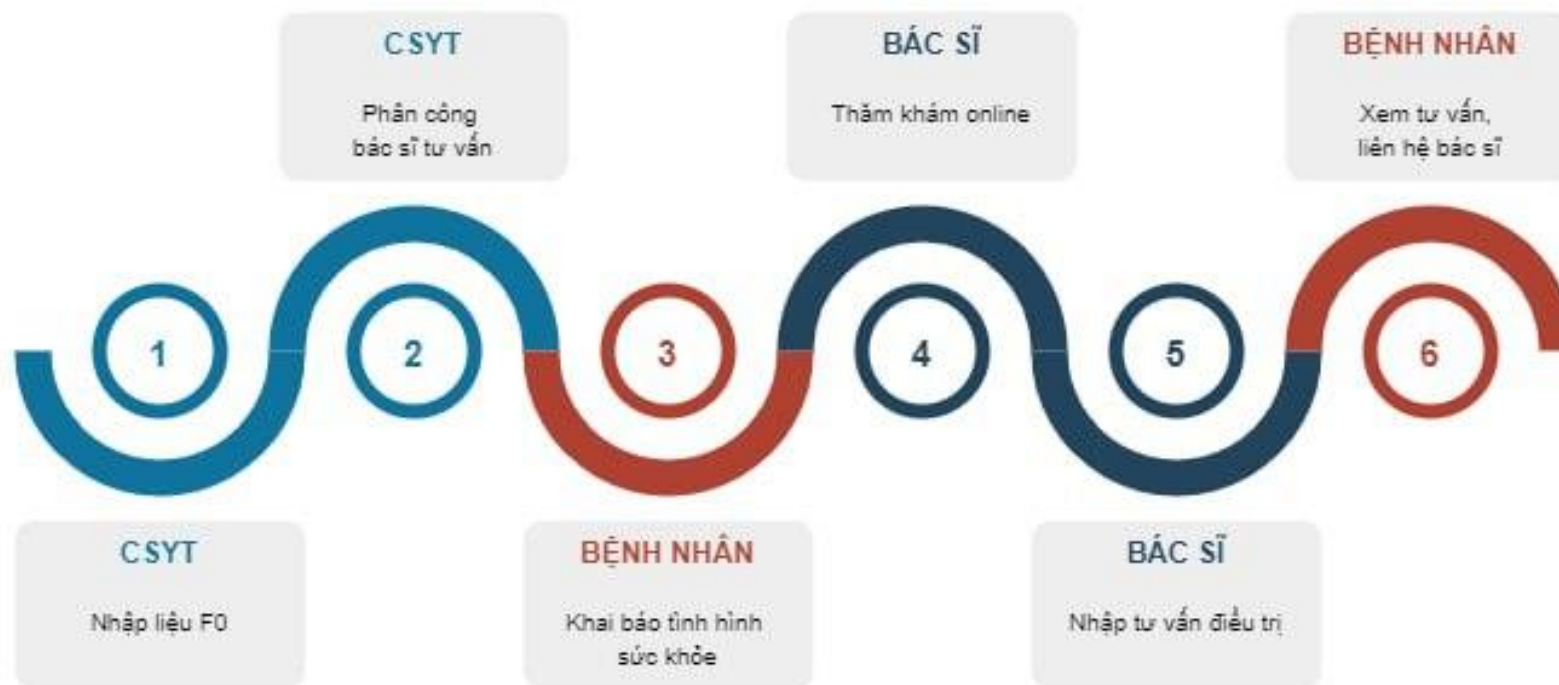 CSYT
Phân công
bác sĩ tư vấn
BÁC SĨ
Thăm khám online
BỆNH NHÂN
Xem tư vấn,
liên hệ bác sĩ
1
2
3
4
5
6
CSYT
Nhập liệu F0
BỆNH NHÂN
Khai báo tình hình
sức khỏe
BÁC SĨ
Nhập tư vấn điều trị